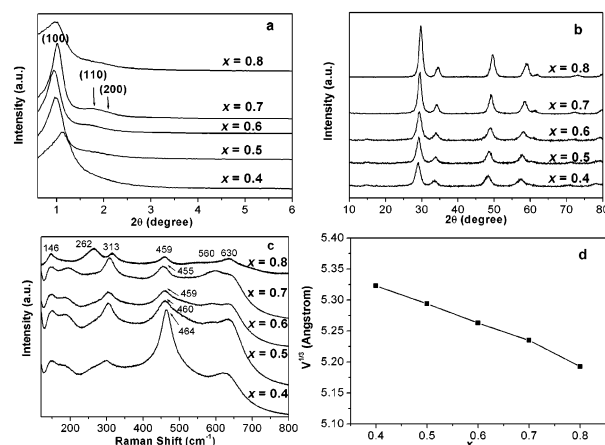 a
(100)
(110)
(200)
x = 0.8
x = 0.7
x = 0.6
x = 0.5
x = 0.4
Intensity (a.u.)
0 1 2 3 4 5 6
2θ (degree)
b
x = 0.8
x = 0.7
x = 0.6
x = 0.5
x = 0.4
Intensity (a.u.)
10 20 30 40 50 60 70 80
2θ (degree)
c
146 262 313 459 560 630
x = 0.8
455
x = 0.7
459
460
x = 0.6
464
x = 0.5
x = 0.4
Intensity (a.u.)
0 100 200 300 400 500 600 700 800
Raman Shift (cm⁻¹)
d
5.40
5.35
5.30
5.25
5.20
5.15
5.10
V^1/3 (Angstrom)
0.4 0.5 0.6 0.7 0.8
x